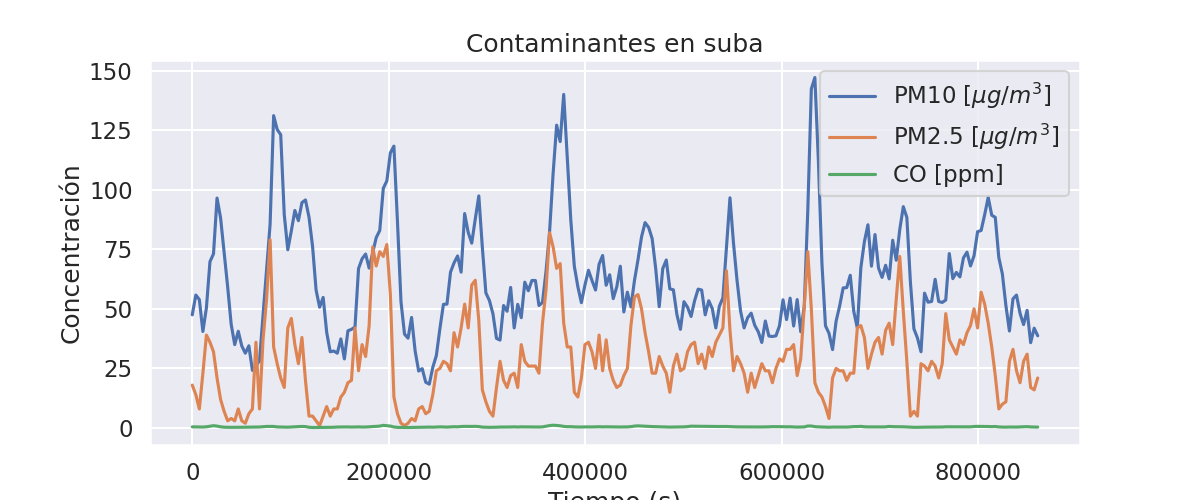 Contaminantes en suba
Concentración
150
125
100
75
50
25
0
PM10 [μg/m³]
PM2.5 [μg/m³]
CO [ppm]
0 200000 400000 600000 800000
Tiempo (s)